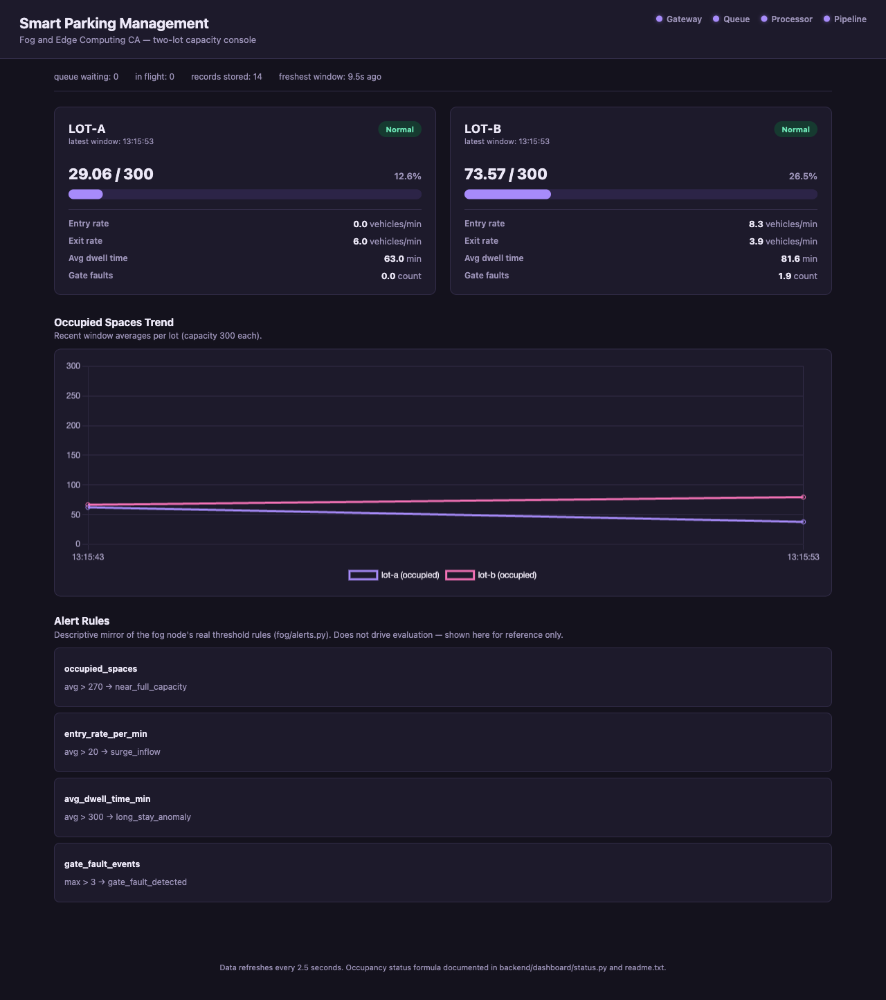 Smart Parking Management
Fog and Edge Computing CA — two-lot capacity console
Gateway
Queue
Processor
Pipeline
queue waiting: 0
in flight: 0
records stored: 14
freshest window: 9.5s ago
LOT-A
Normal
latest window: 13:15:53
29.06 / 300
12.6%
Entry rate
0.0 vehicles/min
Exit rate
6.0 vehicles/min
Avg dwell time
63.0 min
Gate faults
0.0 count
LOT-B
Normal
latest window: 13:15:53
73.57 / 300
26.5%
Entry rate
8.3 vehicles/min
Exit rate
3.9 vehicles/min
Avg dwell time
81.6 min
Gate faults
1.9 count
Occupied Spaces Trend
Recent window averages per lot (capacity 300 each).
300
250
200
150
100
50
0
13:15:43
13:15:53
lot-a (occupied)
lot-b (occupied)
Alert Rules
Descriptive mirror of the fog node's real threshold rules (fog/alerts.py). Does not drive evaluation — shown here for reference only.
occupied_spaces
avg > 270 → near_full_capacity
entry_rate_per_min
avg > 20 → surge_inflow
avg_dwell_time_min
avg > 300 → long_stay_anomaly
gate_fault_events
max > 3 → gate_fault_detected
Data refreshes every 2.5 seconds. Occupancy status formula documented in backend/dashboard/status.py and readme.txt.